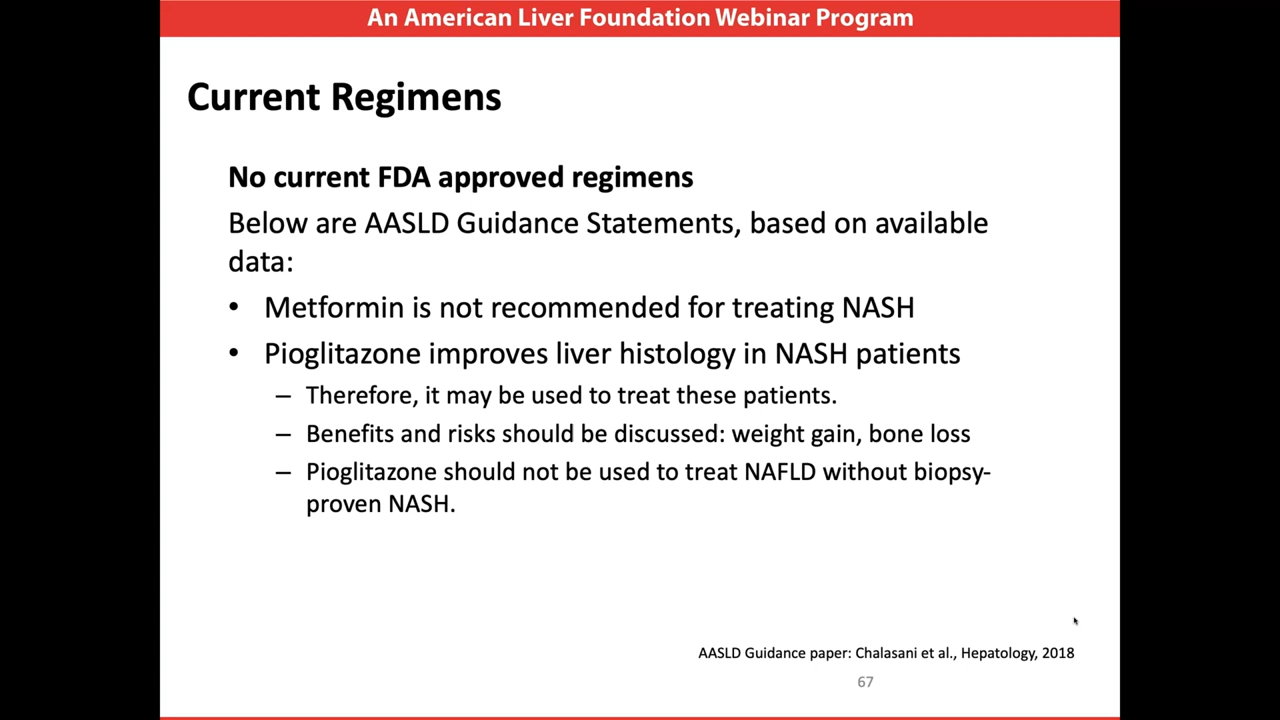 An American Liver Foundation Webinar Program
Current Regimens
No current FDA approved regimens
Below are AASLD Guidance Statements, based on available
data:
• Metformin is not recommended for treating NASH
• Pioglitazone improves liver histology in NASH patients
– Therefore, it may be used to treat these patients.
– Benefits and risks should be discussed: weight gain, bone loss
– Pioglitazone should not be used to treat NAFLD without biopsy-
proven NASH.
AASLD Guidance paper: Chalasani et al., Hepatology, 2018
67